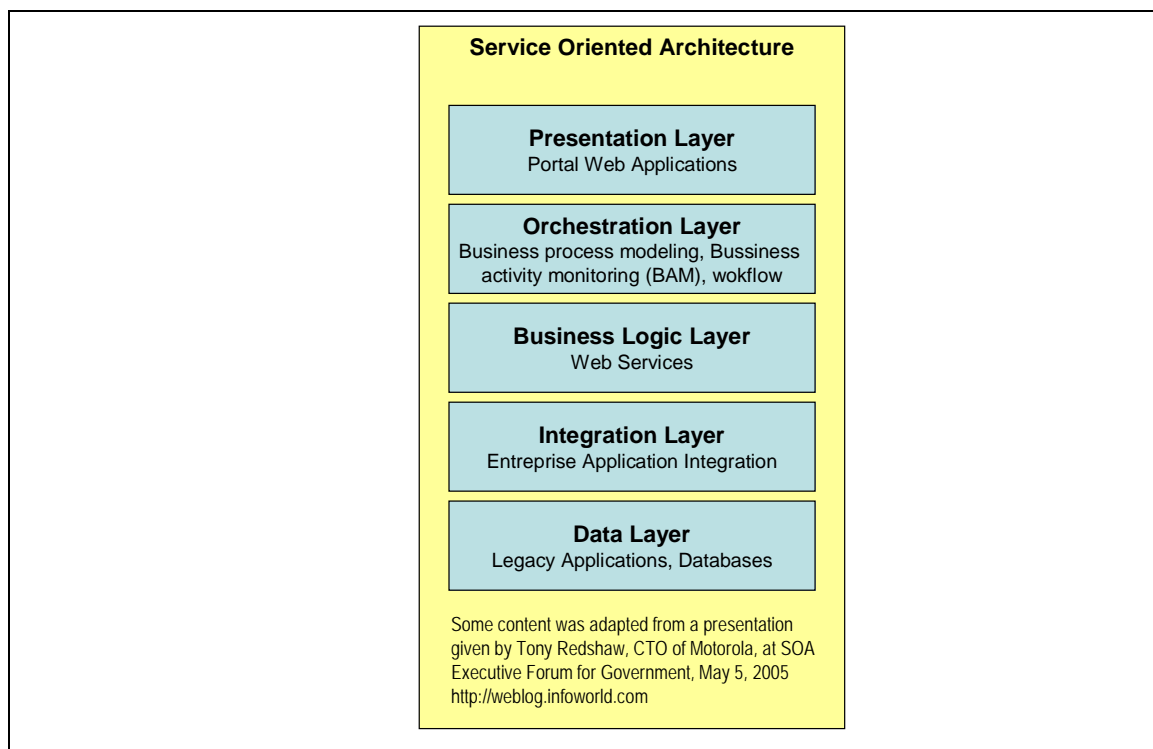 Service Oriented Architecture
Presentation Layer
Portal Web Applications
Orchestration Layer
Business process modeling, Bussiness
activity monitoring (BAM), wokflow
Business Logic Layer
Web Services
Integration Layer
Entreprise Application Integration
Data Layer
Legacy Applications, Databases
Some content was adapted from a presentation
given by Tony Redshaw, CTO of Motorola, at SOA
Executive Forum for Government, May 5, 2005
http://weblog.infoworld.com